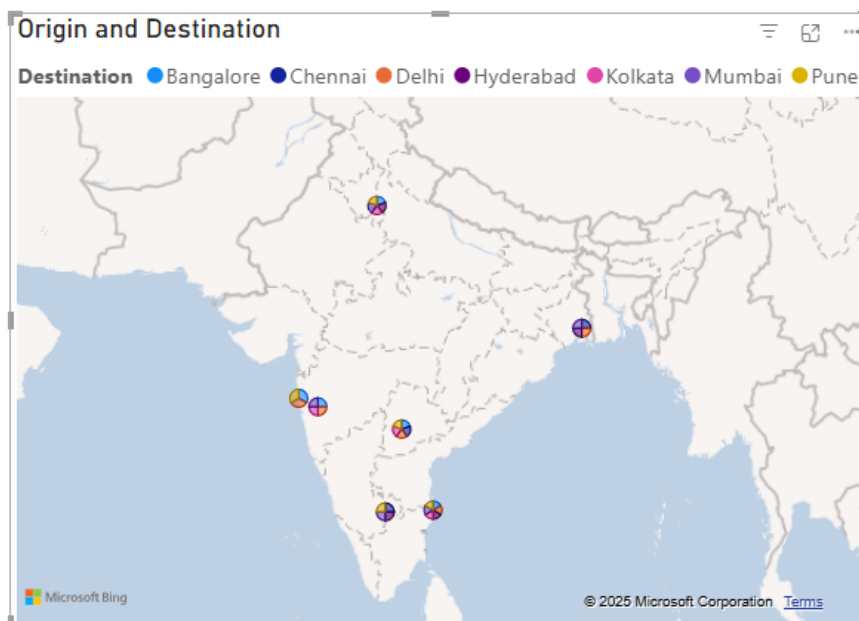 Origin and Destination
Destination Bangalore Chennai Delhi Hyderabad Kolkata Mumbai Pune
Microsoft Bing
© 2025 Microsoft Corporation Terms